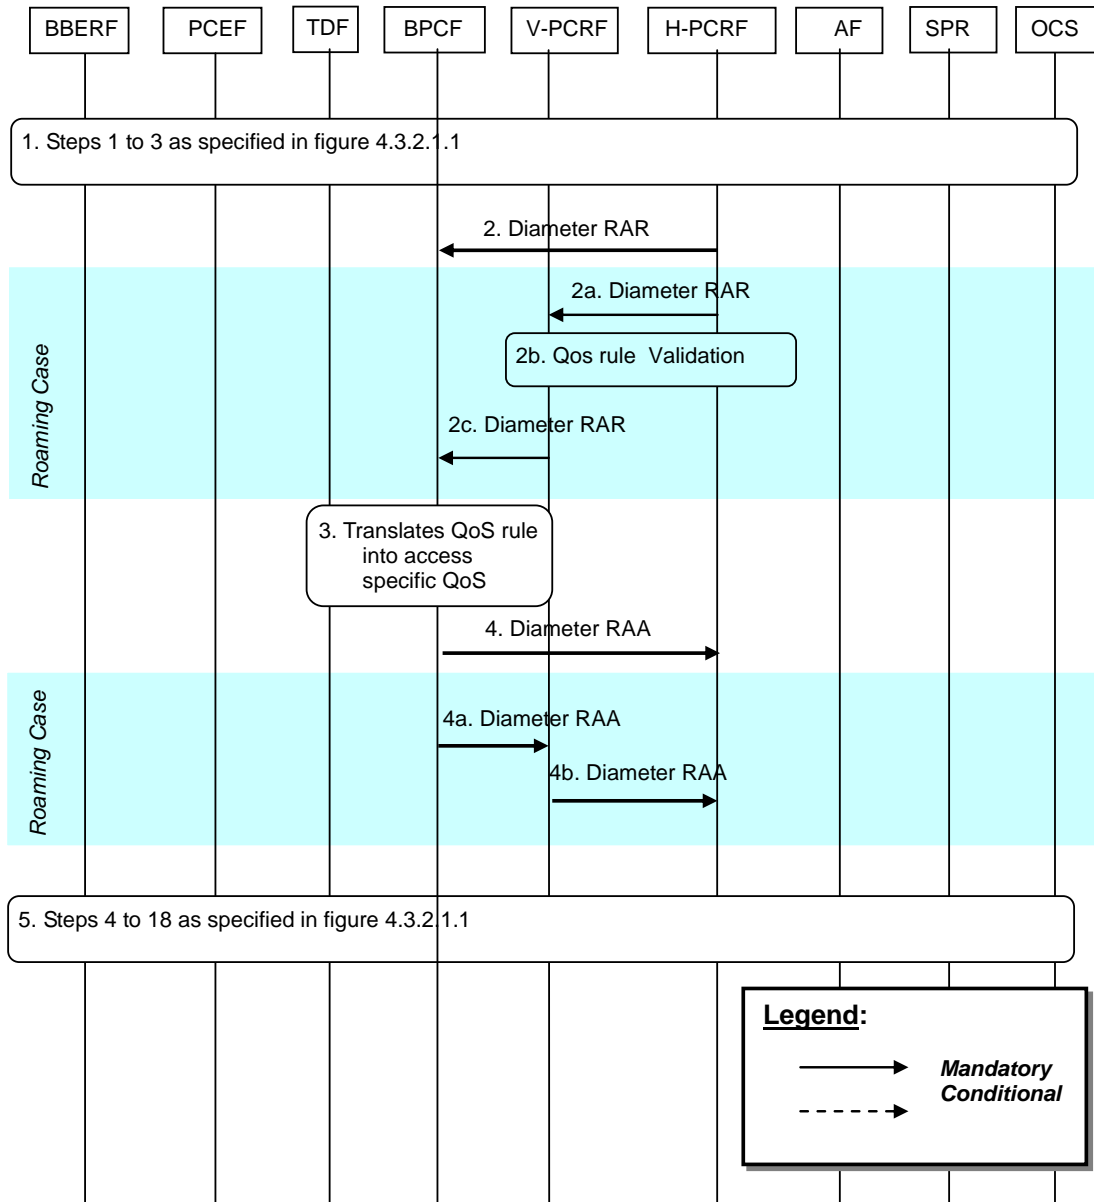 BBERF
PCEF
TDF
BPCF
V-PCRF
H-PCRF
AF
SPR
OCS
1. Steps 1 to 3 as specified in figure 4.3.2.1.1
2. Diameter RAR
Roaming Case
2a. Diameter RAR
2b. Qos rule Validation
2c. Diameter RAR
3. Translates QoS rule
into access
specific QoS
4. Diameter RAA
Roaming Case
4a. Diameter RAA
4b. Diameter RAA
5. Steps 4 to 18 as specified in figure 4.3.2.1.1
Legend:
Mandatory
Conditional